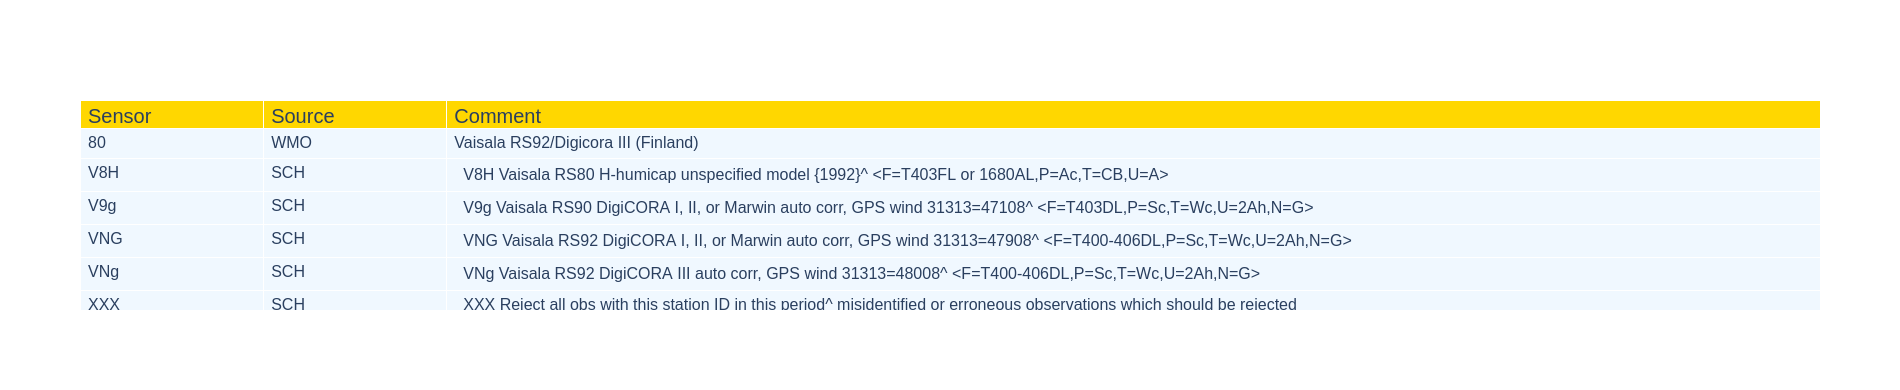 Sensor Source Comment
80 WMO Vaisala RS92/Digicora III (Finland)
V8H SCH V8H Vaisala RS80 H-humicap unspecified model {1992}^ <F=T403FL or 1680AL,P=Ac,T=CB,U=A>
V9g SCH V9g Vaisala RS90 DigiCORA I, II, or Marwin auto corr, GPS wind 31313=47108^ <F=T403DL,P=Sc,T=Wc,U=2Ah,N=G>
VNG SCH VNG Vaisala RS92 DigiCORA I, II, or Marwin auto corr, GPS wind 31313=47908^ <F=T400-406DL,P=Sc,T=Wc,U=2Ah,N=G>
VNg SCH VNg Vaisala RS92 DigiCORA III auto corr, GPS wind 31313=48008^ <F=T400-406DL,P=Sc,T=Wc,U=2Ah,N=G>
XXX SCH XXX Reject all obs with this station ID in this period^ misidentified or erroneous observations which should be rejected